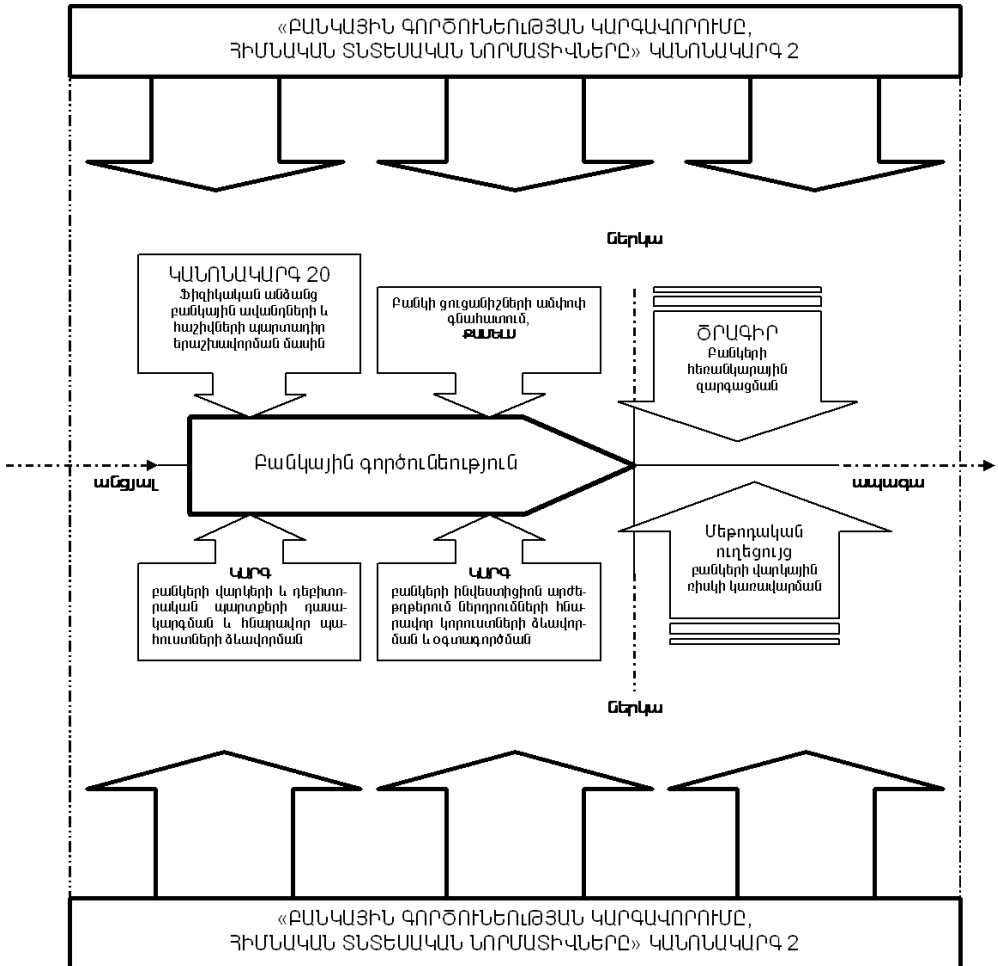 «ԲԱՆԿԱՅԻՆ ԳՈՐԾՈՒՆԵՈւԹՅԱՆ ԿԱՐԳԱՎՈՐՈՒՄԸ,
ՀԻՄՆԱԿԱՆ ՏՆՏԵՍԱԿԱՆ ՆՈՐՄԱՏԻՎՆԵՐԸ» ԿԱՆՈՆԱԿԱՐԳ 2
Ներկա
ԿԱՆՈՆԱԿԱՐԳ 20
Ֆիզիկական անձանց
բանկային ավանդների և
հաշիվների պարտադիր
երաշխավորման մասին
Բանկի ցուցանիշների ամփոփ
գնահատում,
ՔԱՄԵԼՍ
ԾՐԱԳԻՐ
Բանկերի
հեռանկարային
զարգացման
Բանկային գործունեություն
անցյալ
ապագա
ԿԱՐԳ
բանկերի վարկերի և դեբիտո-
րական պարտքերի դասա-
կարգման և հնարավոր պա-
հուստների ձևավորման
ԿԱՐԳ
բանկերի ինվեստիցիոն արժե-
թղթերում ներդրումների հնա-
րավոր կորուստների ձևավոր-
ման և օգտագործման
Մեթոդական
ուղեցույց
բանկերի վարկային
ռիսկի կառավարման
Ներկա
«ԲԱՆԿԱՅԻՆ ԳՈՐԾՈՒՆԵՈւԹՅԱՆ ԿԱՐԳԱՎՈՐՈՒՄԸ,
ՀԻՄՆԱԿԱՆ ՏՆՏԵՍԱԿԱՆ ՆՈՐՄԱՏԻՎՆԵՐԸ» ԿԱՆՈՆԱԿԱՐԳ 2